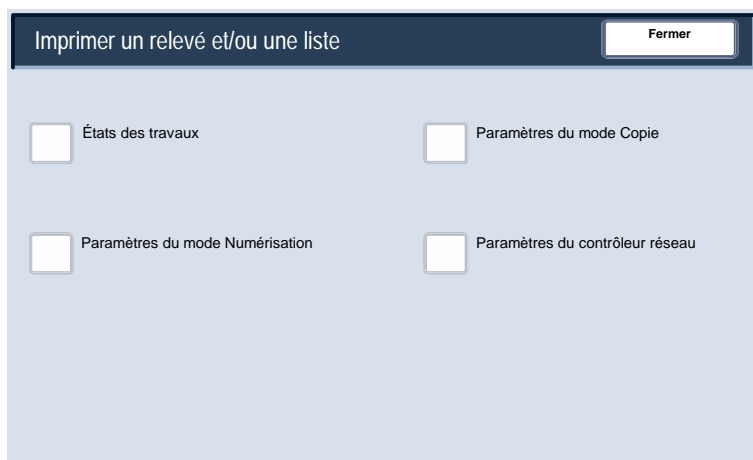 Imprimer un relevé et/ou une liste
Fermer
États des travaux
Paramètres du mode Copie
Paramètres du mode Numérisation
Paramètres du contrôleur réseau